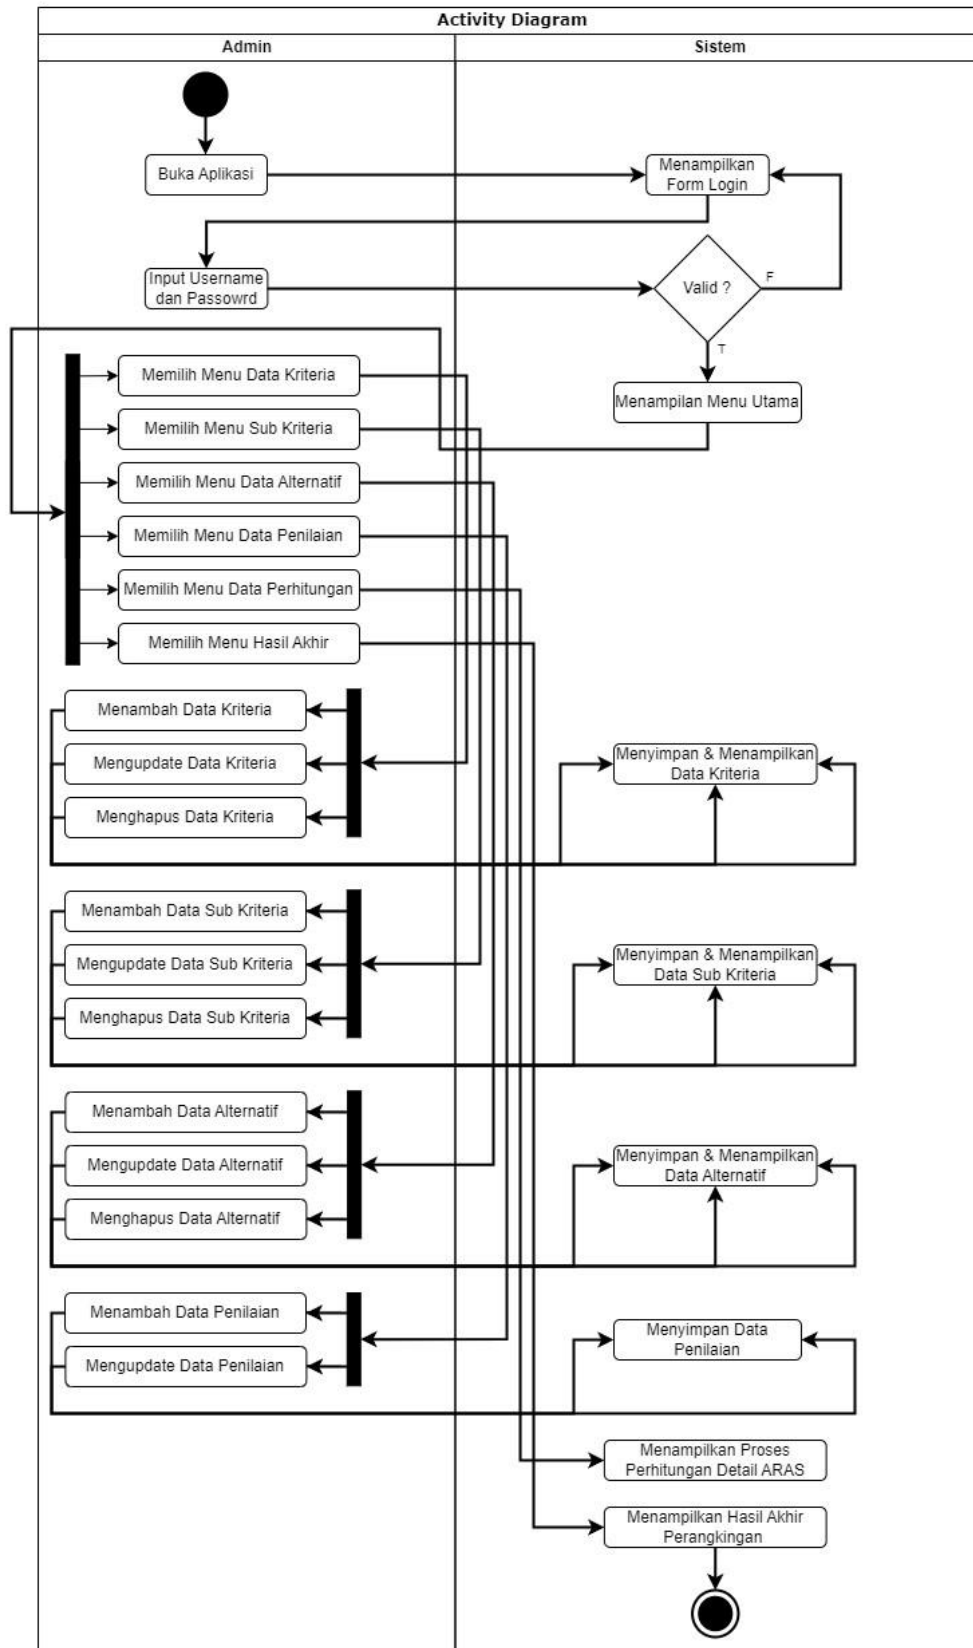 Activity Diagram
Admin
Sistem
Buka Aplikasi
Menampilkan
Form Login
Input Username
dan Passowrd
Valid ?
F
T
Menampilan Menu Utama
Memilih Menu Data Kriteria
Memilih Menu Sub Kriteria
Memilih Menu Data Alternatif
Memilih Menu Data Penilaian
Memilih Menu Data Perhitungan
Memilih Menu Hasil Akhir
Menambah Data Kriteria
Mengupdate Data Kriteria
Menghapus Data Kriteria
Menyimpan & Menampilkan
Data Kriteria
Menambah Data Sub Kriteria
Mengupdate Data Sub Kriteria
Menghapus Data Sub Kriteria
Menyimpan & Menampilkan
Data Sub Kriteria
Menambah Data Alternatif
Mengupdate Data Alternatif
Menghapus Data Alternatif
Menyimpan & Menampilkan
Data Alternatif
Menambah Data Penilaian
Mengupdate Data Penilaian
Menyimpan Data
Penilaian
Menampilkan Proses
Perhitungan Detail ARAS
Menampilkan Hasil Akhir
Perangkingan